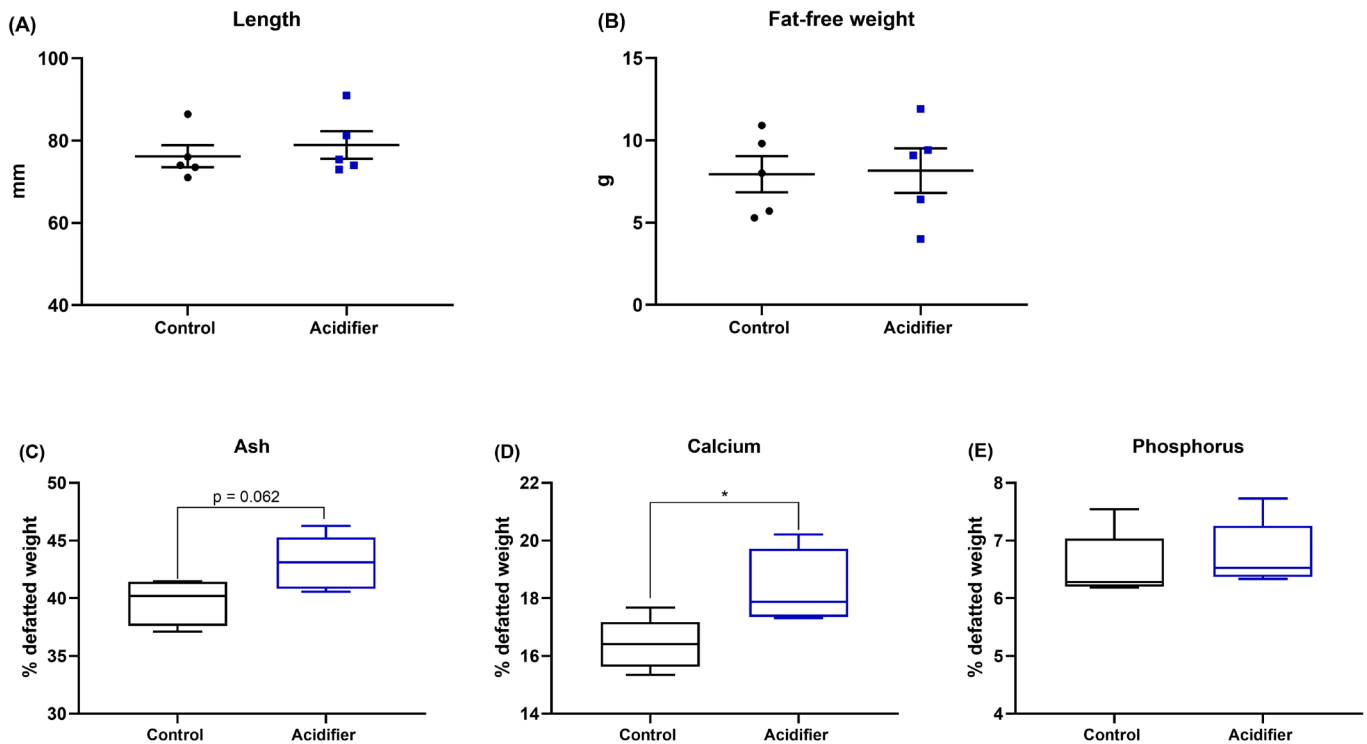 (A)
Length
100
80
60
40
mm
Control
Acidifier
(B)
Fat-free weight
15
10
5
0
g
Control
Acidifier
(C)
Ash
50
45
40
35
30
% defatted weight
p = 0.062
Control
Acidifier
(D)
Calcium
22
20
18
16
14
% defatted weight
*
Control
Acidifier
(E)
Phosphorus
8
7
6
5
4
% defatted weight
Control
Acidifier